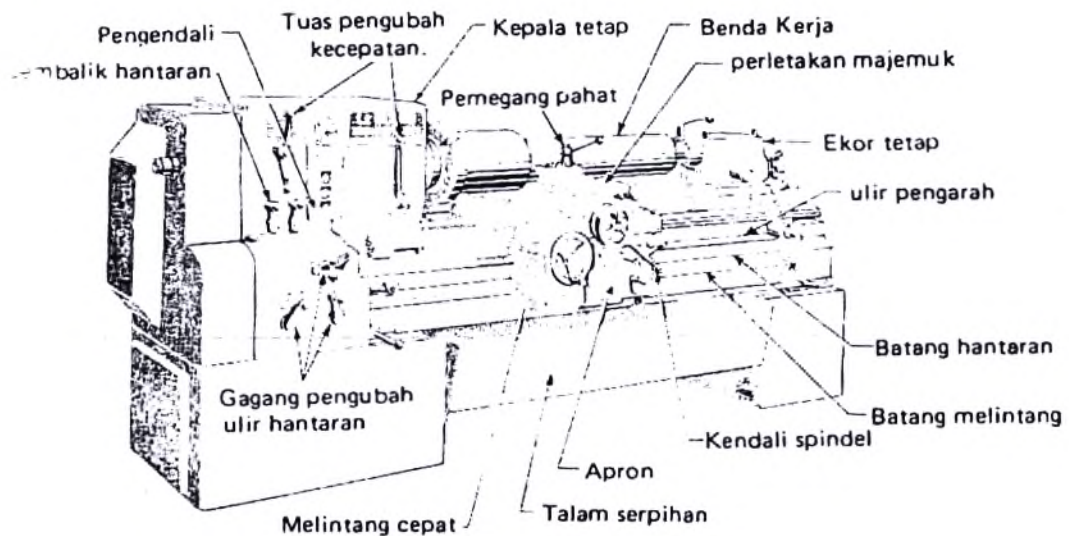 Tuas pengubah
kecepatan.
Kepala tetap
Benda Kerja
Pengendali
hantaran
perletakan majemuk
Pemegang pahat
Ekor tetap
ulir pengarah
Batang hantaran
Gagang pengubah
ulir hantaran
Batang melintang
Kendali spindel
Apron
Melintang cepat
Talam serpihan